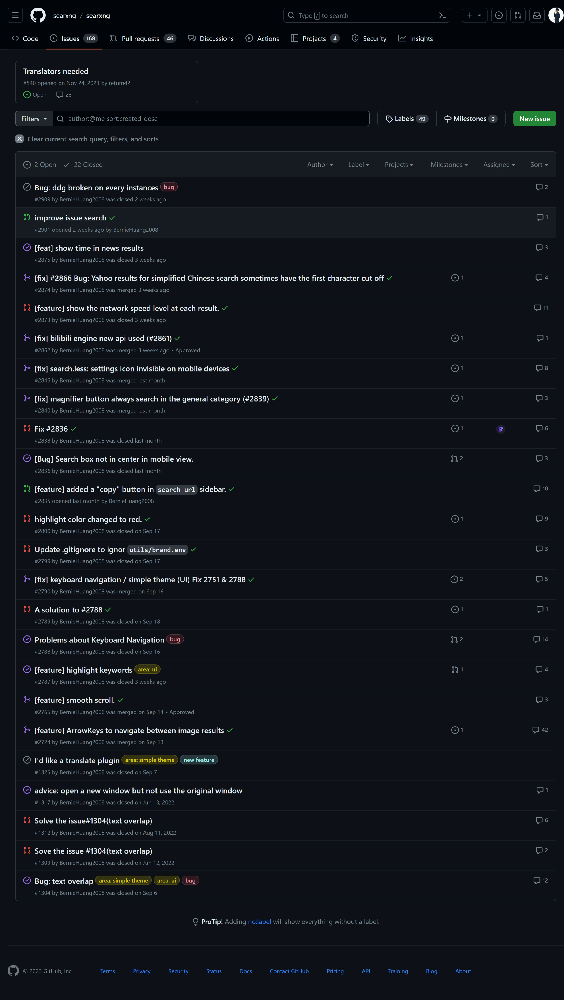 searxng / searxng
Type / to search
Code
Issues 168
Pull requests 46
Discussions
Actions
Projects 4
Security
Insights
Translators needed
#540 opened on Nov 24, 2021 by return42
Open 28
Filters
author:@me sort:created-desc
Labels 49
Milestones 0
New issue
Clear current search query, filters, and sorts
2 Open 22 Closed
Author Label Projects Milestones Assignee Sort
Bug: ddg broken on every instances bug 2
#2909 by BernieHuang2008 was closed 2 weeks ago
improve issue search 1
#2901 opened 2 weeks ago by BernieHuang2008
[feat] show time in news results 3
#2875 by BernieHuang2008 was closed 3 weeks ago
[fix] #2866 Bug: Yahoo results for simplified Chinese search sometimes have the first character cut off 1 4
#2874 by BernieHuang2008 was merged 3 weeks ago
[feature] show the network speed level at each result. 11
#2873 by BernieHuang2008 was closed 3 weeks ago
[fix] bilibili engine new api used (#2861) 1 1
#2862 by BernieHuang2008 was merged 3 weeks ago • Approved
[fix] search.less: settings icon invisible on mobile devices 1 8
#2846 by BernieHuang2008 was merged last month
[fix] magnifier button always search in the general category (#2839) 1 3
#2840 by BernieHuang2008 was merged last month
Fix #2836 1 B 6
#2838 by BernieHuang2008 was closed last month
[Bug] Search box not in center in mobile view. 2 3
#2836 by BernieHuang2008 was closed last month
[feature] added a "copy" button in search url sidebar. 10
#2835 opened last month by BernieHuang2008
highlight color changed to red. 1 9
#2800 by BernieHuang2008 was closed on Sep 17
Update .gitignore to ignor utils/brand.env 3
#2799 by BernieHuang2008 was closed on Sep 17
[fix] keyboard navigation / simple theme (UI) Fix 2751 & 2788 2 5
#2790 by BernieHuang2008 was merged on Sep 16
A solution to #2788 1 1
#2789 by BernieHuang2008 was closed on Sep 18
Problems about Keyboard Navigation bug 2 14
#2788 by BernieHuang2008 was closed on Sep 16
[feature] highlight keywords area: ui 1 4
#2787 by BernieHuang2008 was closed 3 weeks ago
[feature] smooth scroll. 3
#2765 by BernieHuang2008 was merged on Sep 14 • Approved
[feature] ArrowKeys to navigate between image results 1 42
#2724 by BernieHuang2008 was merged on Sep 13
I'd like a translate plugin area: simple theme new feature
#1325 by BernieHuang2008 was closed on Sep 7
advice: open a new window but not use the original window 1
#1317 by BernieHuang2008 was closed on Jun 13, 2022
Solve the issue#1304(text overlap) 6
#1312 by BernieHuang2008 was closed on Aug 11, 2022
Sove the issue #1304(text overlap) 2
#1309 by BernieHuang2008 was closed on Jun 12, 2022
Bug: text overlap area: simple theme area: ui bug 12
#1304 by BernieHuang2008 was closed on Sep 6
ProTip! Adding no:label will show everything without a label.
© 2023 GitHub, Inc. Terms Privacy Security Status Docs Contact GitHub Pricing API Training Blog About